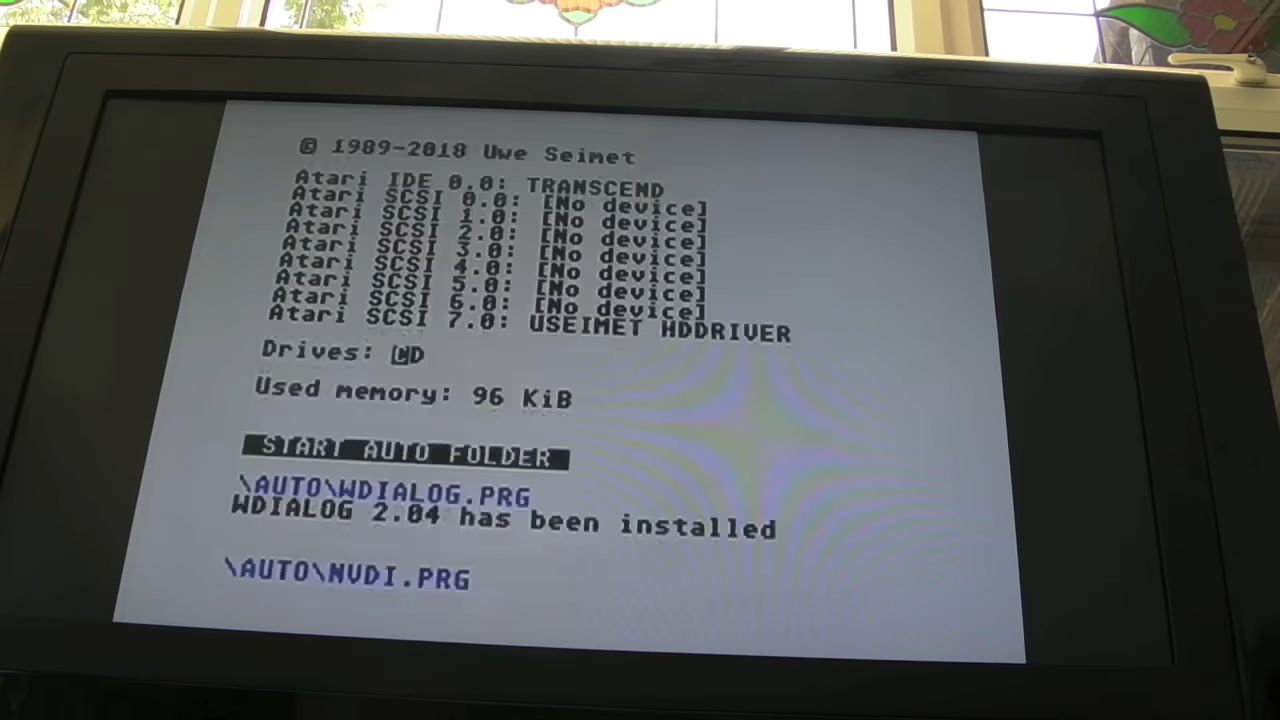 © 1989-2018 Uwe Seimet
Atari IDE 0.0: TRANSCEND
Atari SCSI 0.0: [No device]
Atari SCSI 1.0: [No device]
Atari SCSI 2.0: [No device]
Atari SCSI 3.0: [No device]
Atari SCSI 4.0: [No device]
Atari SCSI 5.0: [No device]
Atari SCSI 6.0: [No device]
Atari SCSI 7.0: USEIMET HDDRIVER
Drives: CD
Used memory: 96 KiB
START AUTO FOLDER
\AUTO\WDIALOG.PRG
WDIALOG 2.04 has been installed
\AUTO\NVDI.PRG